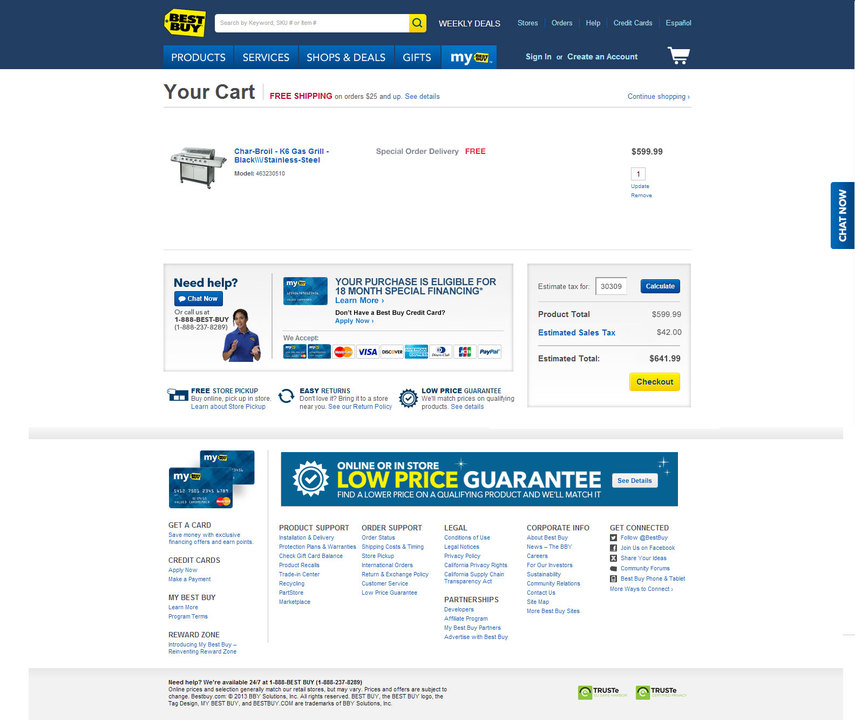 BEST BUY
Search by Keyword, SKU # or Item #
WEEKLY DEALS
Stores
Orders
Help
Credit Cards
Español
PRODUCTS
SERVICES
SHOPS & DEALS
GIFTS
my BEST BUY
Sign In or Create an Account
Your Cart
FREE SHIPPING on orders $25 and up. See details
Continue shopping ›
Char-Broil - K6 Gas Grill -
Black\\\/Stainless-Steel
Model: 463230510
Special Order Delivery FREE
$599.99
1
Update
Remove
CHAT NOW
Need help?
Chat Now
Or call us at
1-888-BEST-BUY
(1-888-237-8289)
my BEST BUY
YOUR PURCHASE IS ELIGIBLE FOR
18 MONTH SPECIAL FINANCING*
Learn More ›
Don't Have a Best Buy Credit Card?
Apply Now ›
We Accept:
MasterCard VISA DISCOVER PayPal
Estimate tax for: 30309 Calculate
Product Total $599.99
Estimated Sales Tax $42.00
Estimated Total: $641.99
Checkout
FREE STORE PICKUP
Buy online, pick up in store.
Learn about Store Pickup
EASY RETURNS
Don't love it? Bring it to a store
near you. See our Return Policy
LOW PRICE GUARANTEE
We'll match prices on qualifying
products. See details
my BEST BUY
my BEST BUY
ONLINE OR IN STORE
LOW PRICE GUARANTEE
FIND A LOWER PRICE ON A QUALIFYING PRODUCT AND WE'LL MATCH IT
See Details
GET A CARD
Save money with exclusive
financing offers and earn points.
CREDIT CARDS
Apply Now
Make a Payment
MY BEST BUY
Learn More
Program Terms
REWARD ZONE
Introducing My Best Buy –
Reinventing Reward Zone
PRODUCT SUPPORT
Installation & Delivery
Protection Plans & Warranties
Check Gift Card Balance
Product Recalls
Trade-in Center
Recycling
PartStore
Marketplace
ORDER SUPPORT
Order Status
Shipping Costs & Timing
Store Pickup
International Orders
Return & Exchange Policy
Customer Service
Low Price Guarantee
LEGAL
Conditions of Use
Legal Notices
Privacy Policy
California Privacy Rights
California Supply Chain
Transparency Act
PARTNERSHIPS
Developers
Affiliate Program
My Best Buy Partners
Advertise with Best Buy
CORPORATE INFO
About Best Buy
News – The BBY
Careers
For Our Investors
Sustainability
Community Relations
Contact Us
Site Map
More Best Buy Sites
GET CONNECTED
Follow @BestBuy
Join Us on Facebook
Share Your Ideas
Community Forums
Best Buy Phone & Tablet
More Ways to Connect ›
Need help? We're available 24/7 at 1-888-BEST BUY (1-888-237-8289)
Online prices and selection generally match our retail stores, but may vary. Prices and offers are subject to
change. Bestbuy.com: © 2013 BBY Solutions, Inc. All rights reserved. BEST BUY, the BEST BUY logo, the
Tag Design, MY BEST BUY, and BESTBUY.COM are trademarks of BBY Solutions, Inc.
TRUSTe
TRUSTe